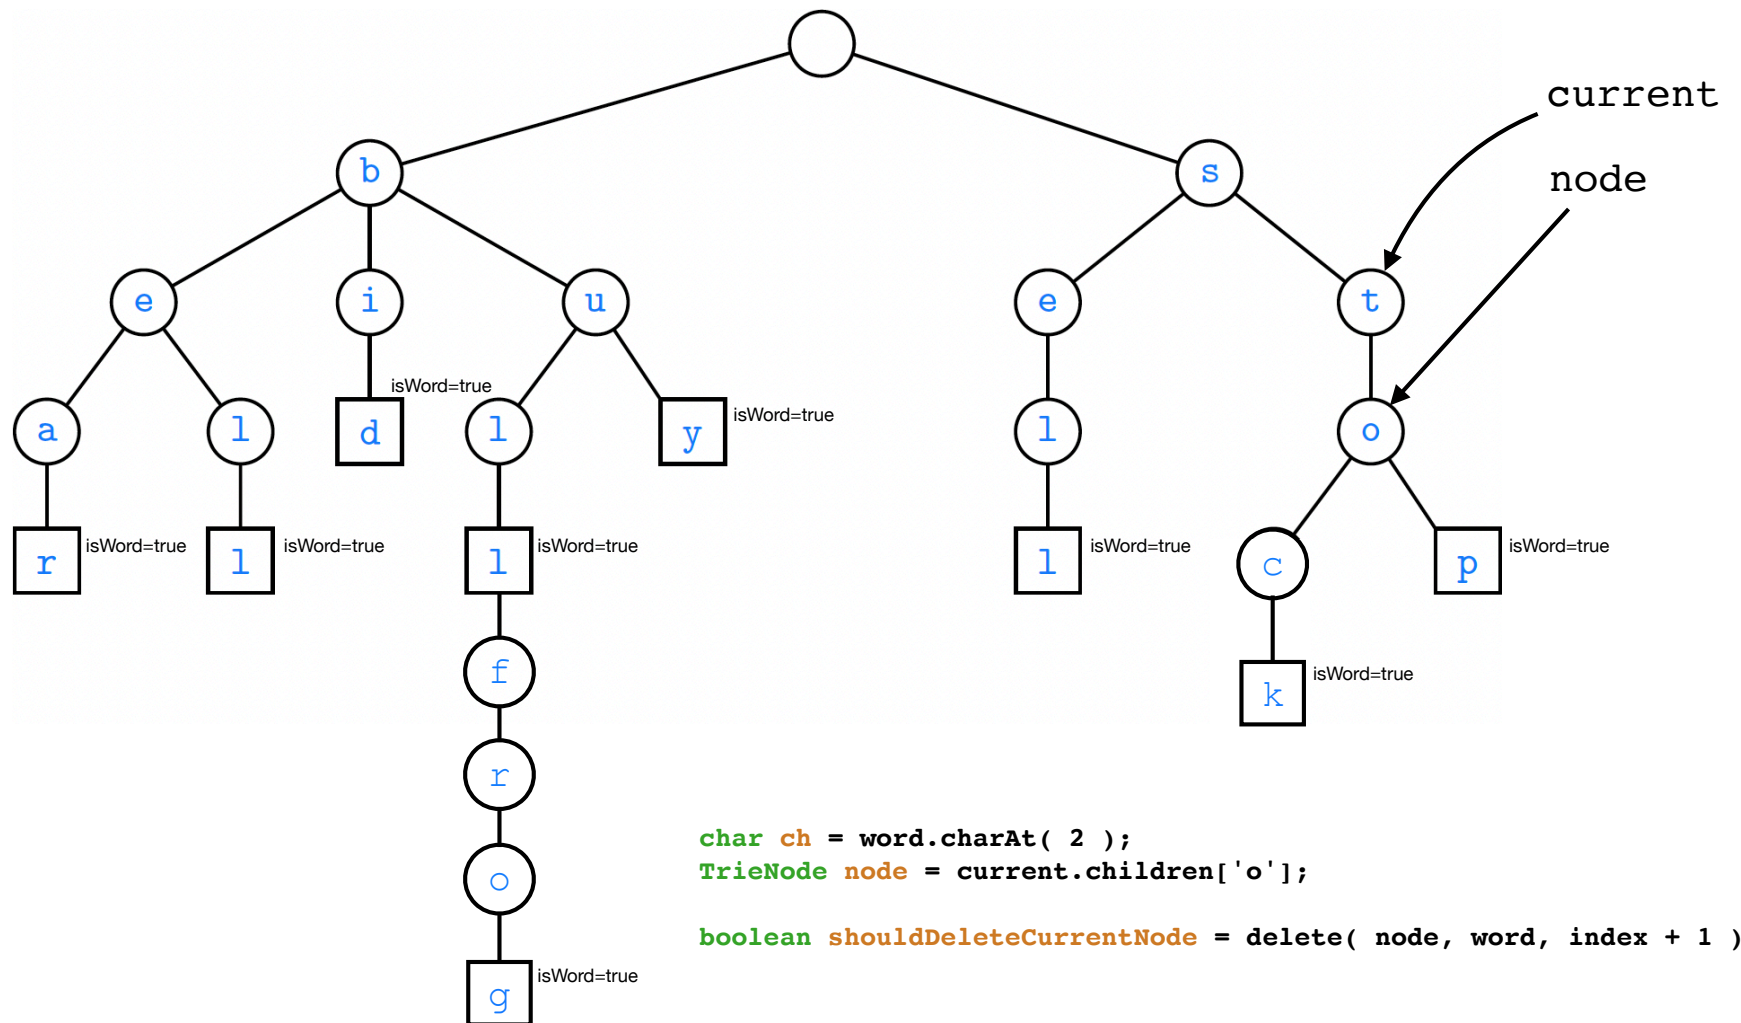 current
b
s
node
e
i
u
e
t
isWord=true
a
l
d
l
y
isWord=true
l
o
r
isWord=true
l
isWord=true
l
isWord=true
l
isWord=true
c
p
isWord=true
f
k
isWord=true
r
char ch = word.charAt( 2 );
TrieNode node = current.children['o'];
o
boolean shouldDeleteCurrentNode = delete( node, word, index + 1 )
g
isWord=true